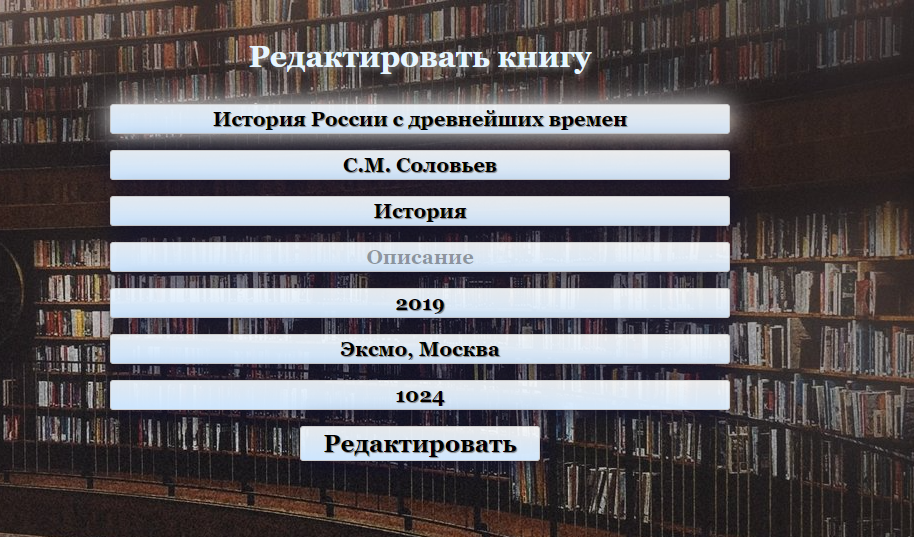 Редактировать книгу
История России с древнейших времен
С.М. Соловьев
История
Описание
2019
Эксмо, Москва
1024
Редактировать